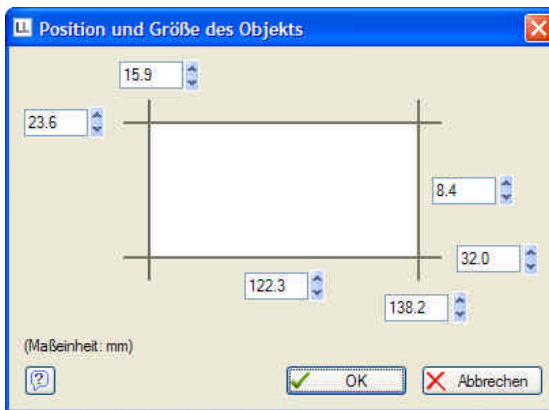 LL Position und Größe des Objekts
15.9
23.6
8.4
32.0
122.3
138.2
(Maßeinheit: mm)
? OK Abbrechen